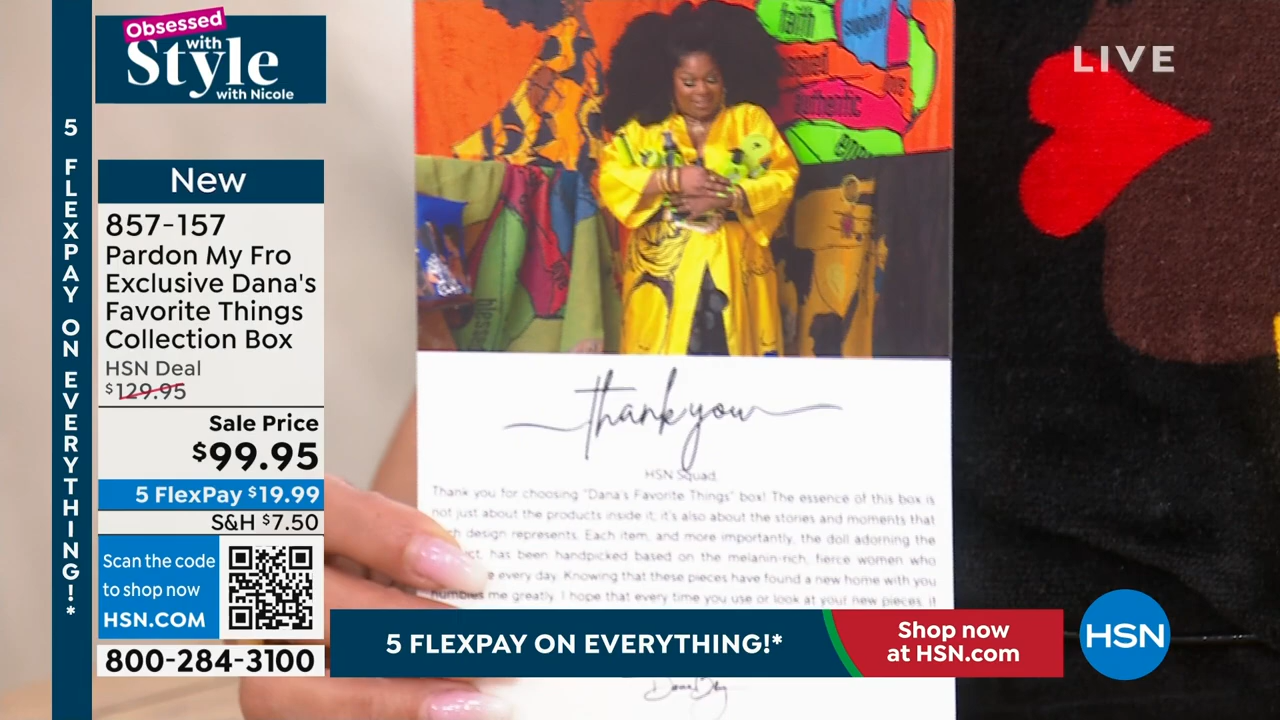 Obsessed
with
Style
with Nicole
5 FLEXPAY ON EVERYTHING!*
New
857-157
Pardon My Fro
Exclusive Dana's
Favorite Things
Collection Box
HSN Deal
$129.95
Sale Price
$99.95
5 FlexPay $19.99
S&H $7.50
Scan the code
to shop now
HSN.COM
800-284-3100
faith
support
authentic
thank you
HSN Squad,
Thank you for choosing "Dana's Favorite Things" box! The essence of this box is
not just about the products inside it; it's also about the stories and moments that
design represents. Each item, and more importantly, the doll adorning the
has been handpicked based on the melanin-rich, fierce women who
every day. Knowing that these pieces have found a new home with you
humbles me greatly. I hope that every time you use or look at your new pieces, it
LIVE
5 FLEXPAY ON EVERYTHING!*
Shop now
at HSN.com
HSN